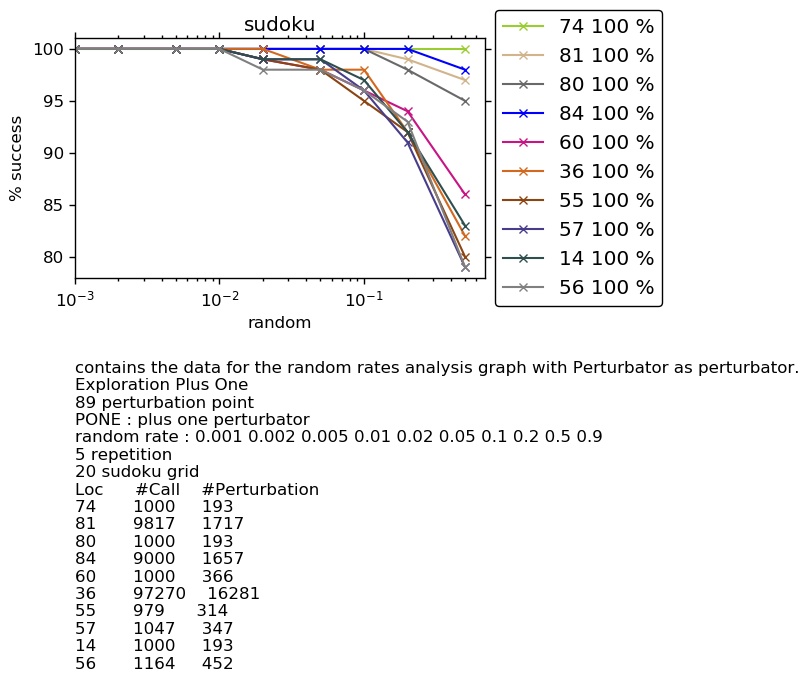 sudoku
100
95
90
85
80
% success
10⁻³
10⁻²
10⁻¹
random
74 100 %
81 100 %
80 100 %
84 100 %
60 100 %
36 100 %
55 100 %
57 100 %
14 100 %
56 100 %
contains the data for the random rates analysis graph with Perturbator as perturbator.
Exploration Plus One
89 perturbation point
PONE : plus one perturbator
random rate : 0.001 0.002 0.005 0.01 0.02 0.05 0.1 0.2 0.5 0.9
5 repetition
20 sudoku grid
Loc #Call #Perturbation
74 1000 193
81 9817 1717
80 1000 193
84 9000 1657
60 1000 366
36 97270 16281
55 979 314
57 1047 347
14 1000 193
56 1164 452